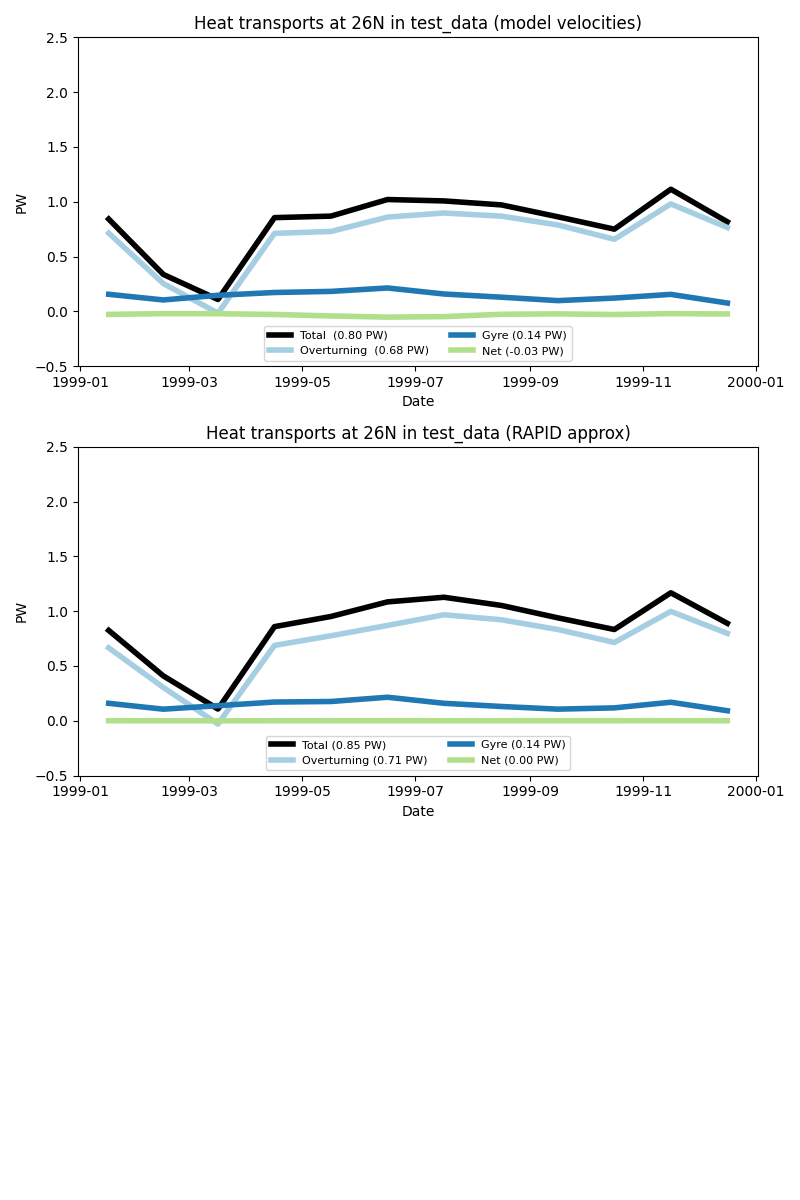 Heat transports at 26N in test_data (model velocities)
2.5
2.0
1.5
1.0
0.5
0.0
−0.5
PW
Total  (0.80 PW)
Overturning  (0.68 PW)
Gyre (0.14 PW)
Net (-0.03 PW)
1999-01 1999-03 1999-05 1999-07 1999-09 1999-11 2000-01
Date
Heat transports at 26N in test_data (RAPID approx)
2.5
2.0
1.5
1.0
0.5
0.0
−0.5
PW
Total (0.85 PW)
Overturning (0.71 PW)
Gyre (0.14 PW)
Net (0.00 PW)
1999-01 1999-03 1999-05 1999-07 1999-09 1999-11 2000-01
Date